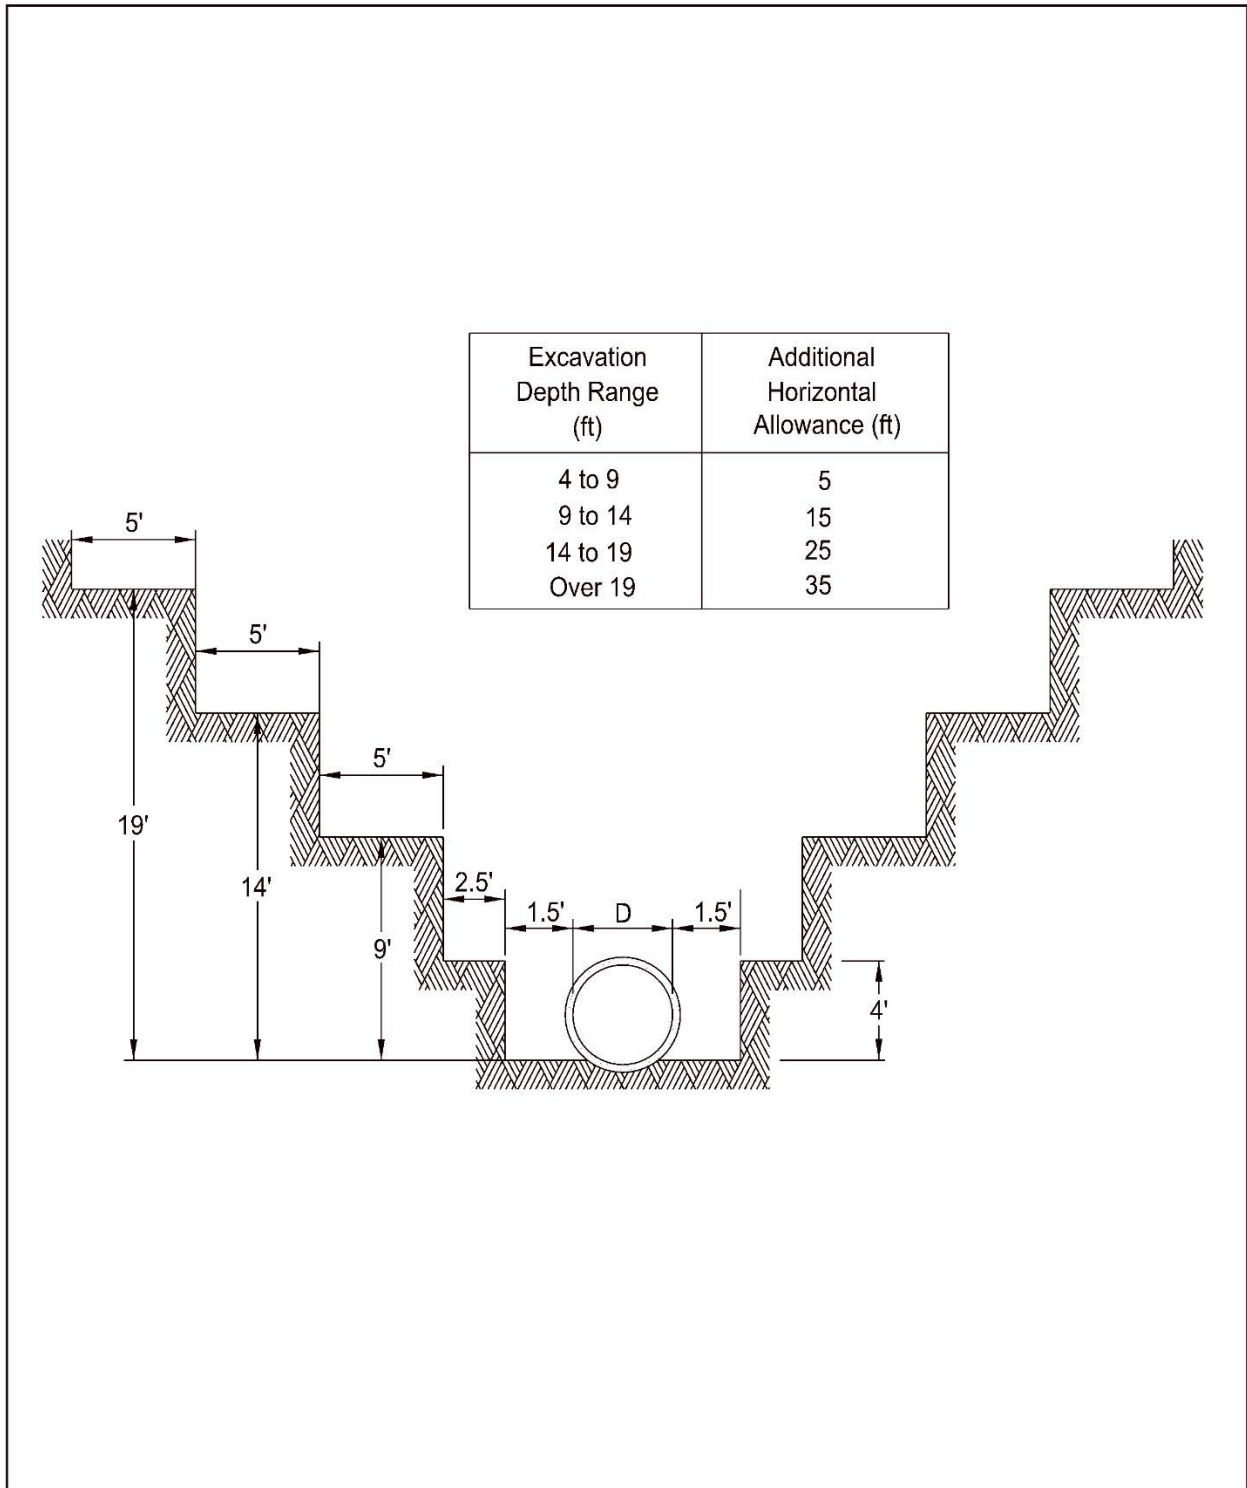 Excavation
Depth Range
(ft)
Additional
Horizontal
Allowance (ft)
4 to 9
5
9 to 14
15
14 to 19
25
Over 19
35
5'
5'
5'
19'
14'
2.5'
1.5'
D
1.5'
9'
4'